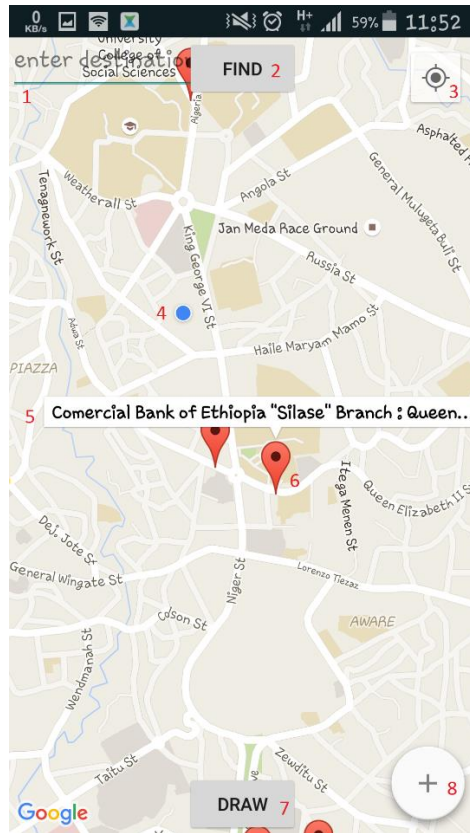 0
KB/s
H+
59%
11:52
University
College of
Social Sciences
enter destination
FIND
1
2
3
Algeria
Asphalted
Weatherall St
Angola St
General Mulugeta Buli St
Tenagnework St
Jan Meda Race Ground
King George VI St
Russia St
4
Adwa St
Haile Maryam Mamo St
PIAZZA
5
Comercial Bank of Ethiopia "Silase" Branch : Queen..
6
Itega Menen St
Queen Elizabeth II S
Dej. Jote St
General Wingate St
Niger St
Lorenzo Tiezaz
Cdson St
AWARE
Wendmaneh St
Taitu St
Zewditu St
+
8
DRAW
7
Google